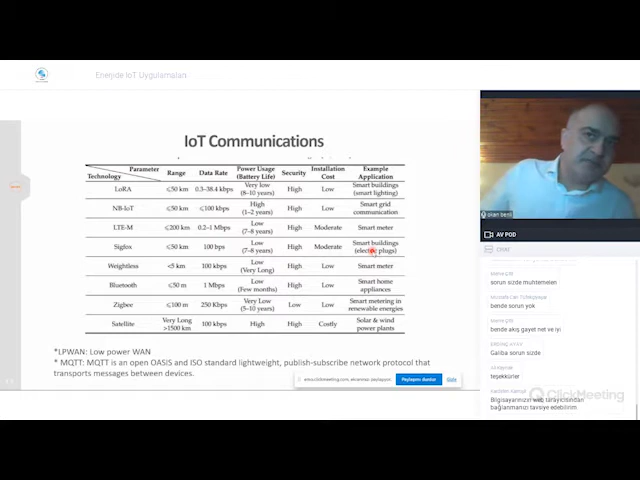 Enerjide IoT Uygulamaları
IoT Communications
Technology Parameter Range Data Rate Power Usage (Battery Life) Security Installation Cost Example Application
LoRA ≤50 km 0.3–38.4 kbps Very low (8–10 years) High Low Smart buildings (smart lighting)
NB-IoT ≤50 km ≤100 kbps High (1–2 years) High Low Smart grid communication
LTE-M ≤200 km 0.2–1 Mbps Low (7–8 years) High Moderate Smart meter
Sigfox ≤50 km 100 bps Low (7–8 years) High Moderate Smart buildings (electric plugs)
Weightless <5 km 100 kbps Low (Very Long) High Low Smart meter
Bluetooth ≤50 m 1 Mbps Low (Few months) High Low Smart home appliances
Zigbee ≤100 m 250 Kbps Very low (5–10 years) Low Low Smart metering in renewable energies
Satellite Very Long >1500 km 100 kbps High High Costly Solar & wind power plants
*LPWAN: Low power WAN
* MQTT: MQTT is an open OASIS and ISO standard lightweight, publish-subscribe network protocol that
transports messages between devices.
Paylaşımı durdur
Gizle
okan benli
AV POD
CHAT
sorun sizde muhtemelen
bende sorun yok
bende akış gayet net ve iyi
Galiba sorun sizde
teşekkürler
Bilgisayarınızın web tarayıcısından
bağlanmanızı tavsiye edebilirim
ClickMeeting